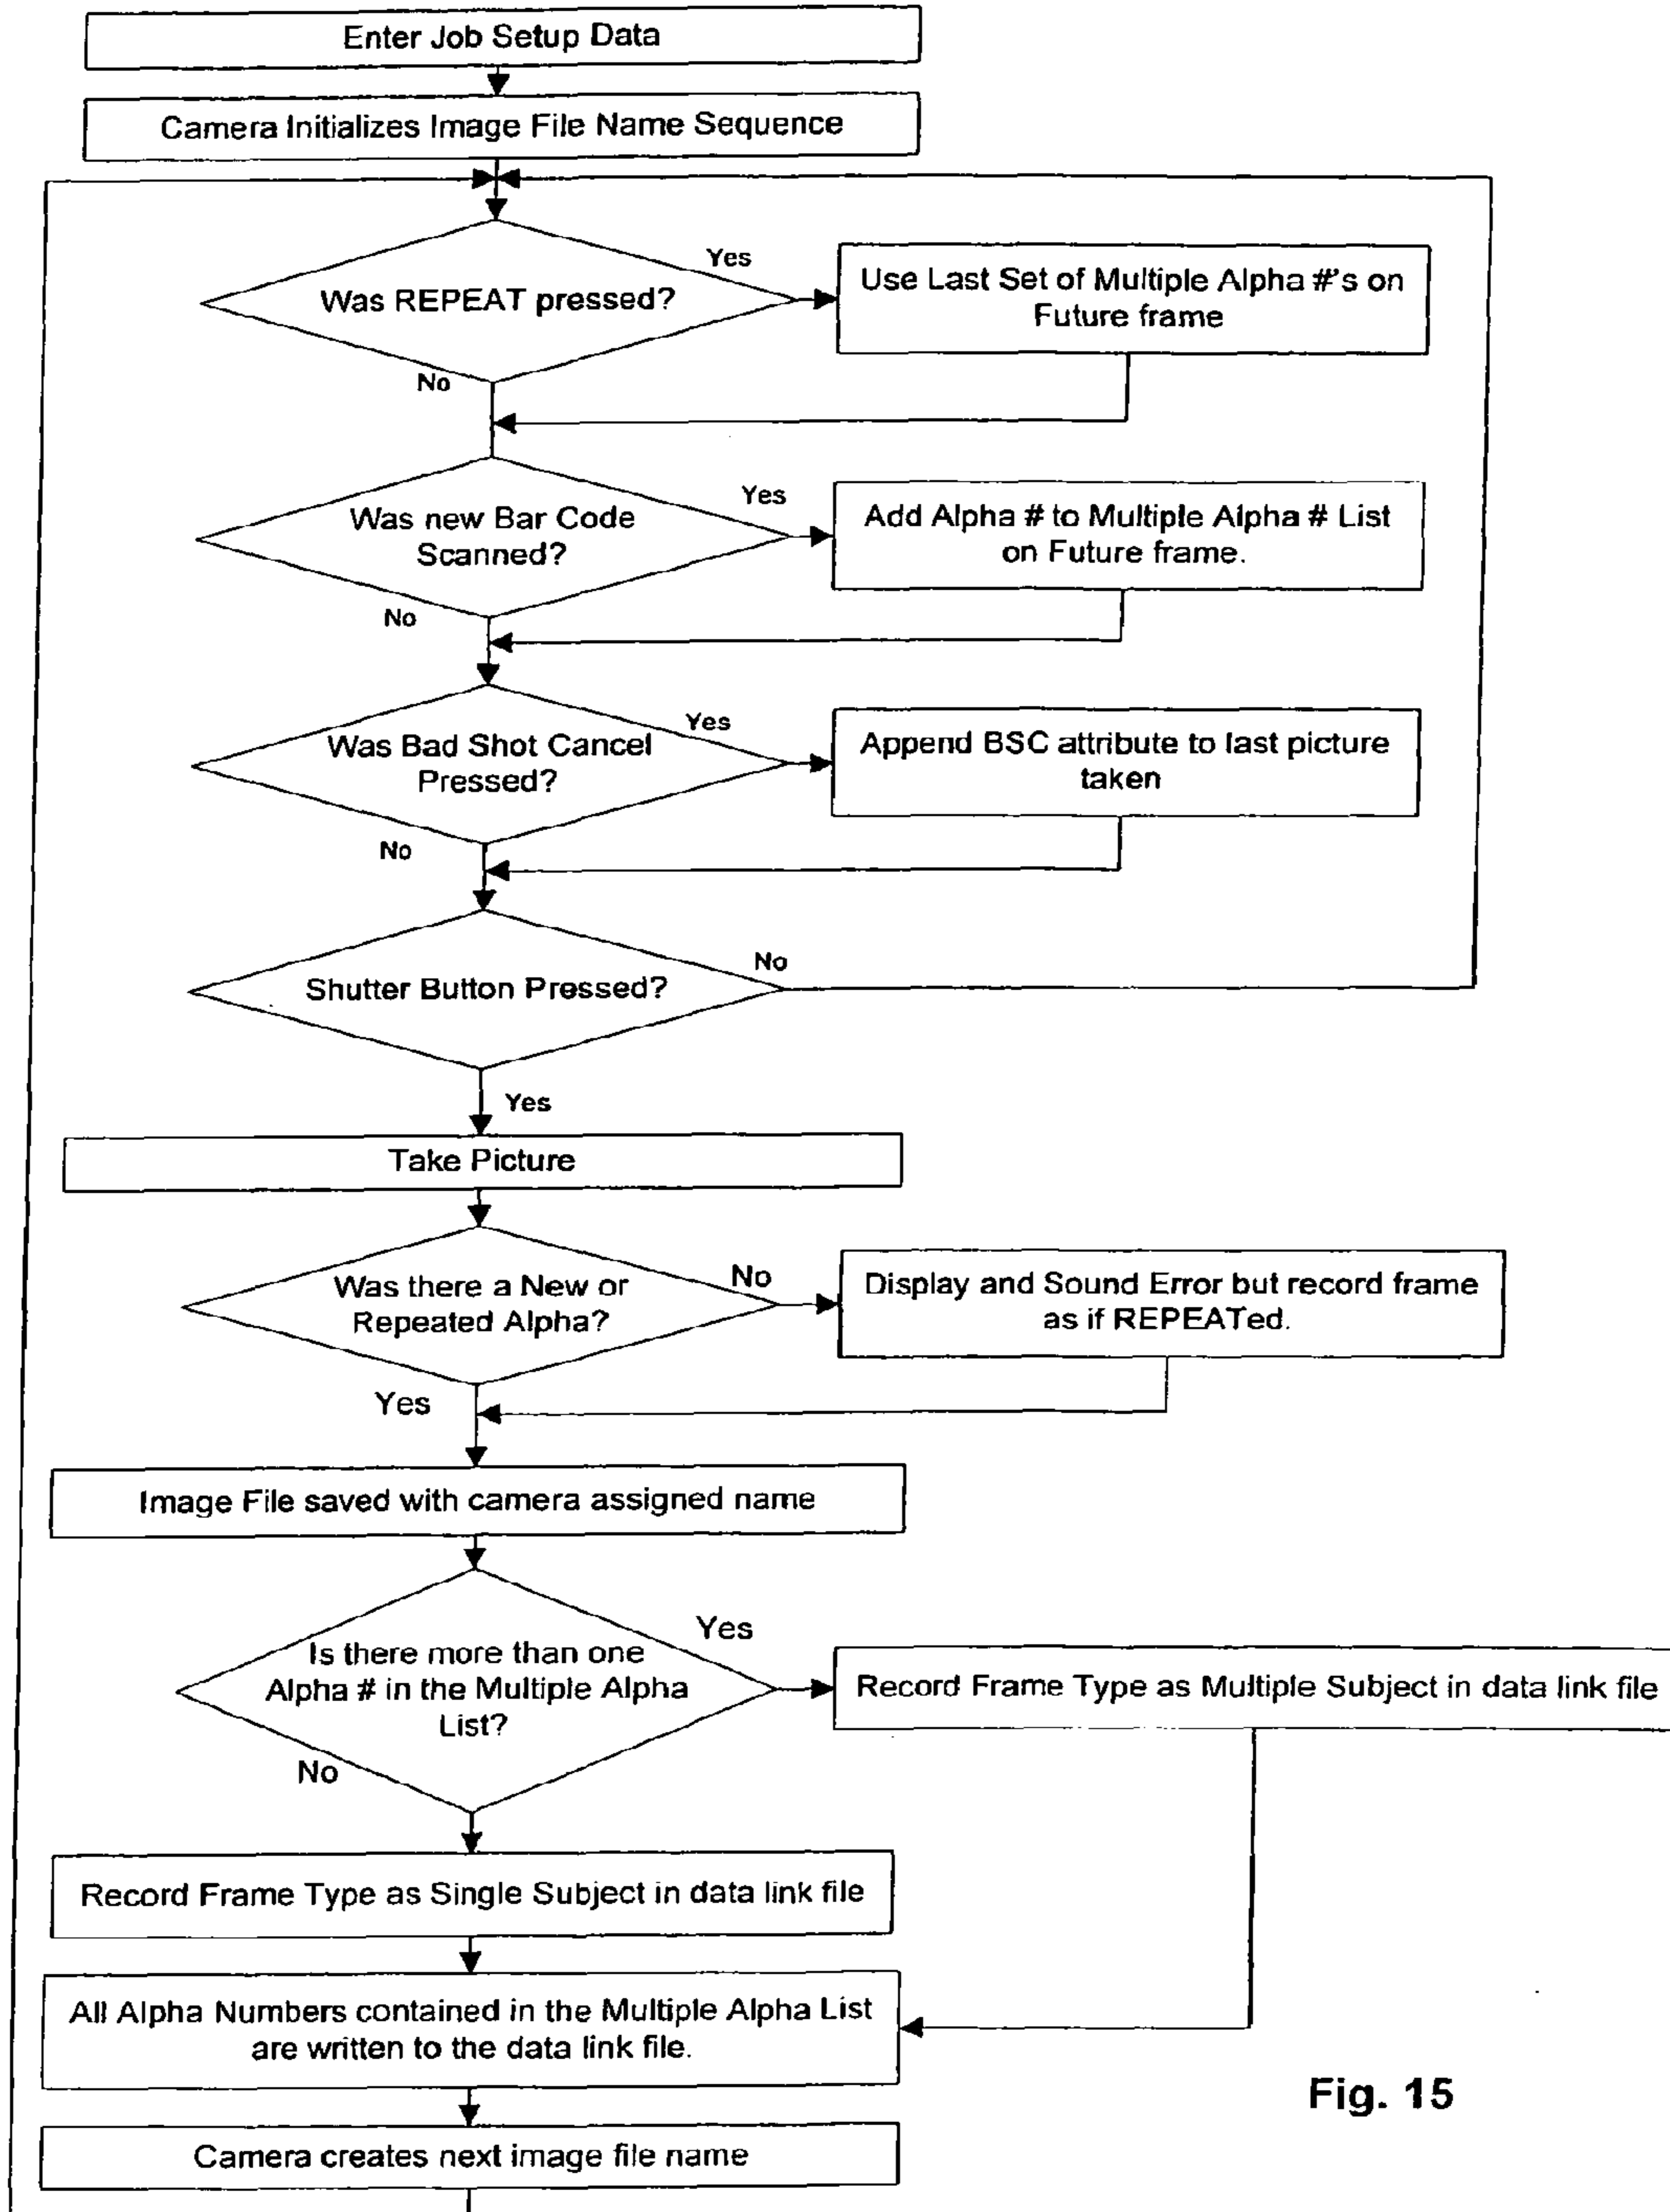 Enter Job Setup Data
Camera Initializes Image File Name Sequence
Was REPEAT pressed?
Yes
Use Last Set of Multiple Alpha #'s on
Future frame
No
Was new Bar Code
Scanned?
Yes
Add Alpha # to Multiple Alpha # List
on Future frame.
No
Was Bad Shot Cancel
Pressed?
Yes
Append BSC attribute to last picture
taken
No
Shutter Button Pressed?
No
Yes
Take Picture
Was there a New or
Repeated Alpha?
No
Display and Sound Error but record frame
as if REPEATed.
Yes
Image File saved with camera assigned name
Is there more than one
Alpha # in the Multiple Alpha
List?
Yes
Record Frame Type as Multiple Subject in data link file
No
Record Frame Type as Single Subject in data link file
All Alpha Numbers contained in the Multiple Alpha List
are written to the data link file.
Camera creates next image file name
Fig. 15